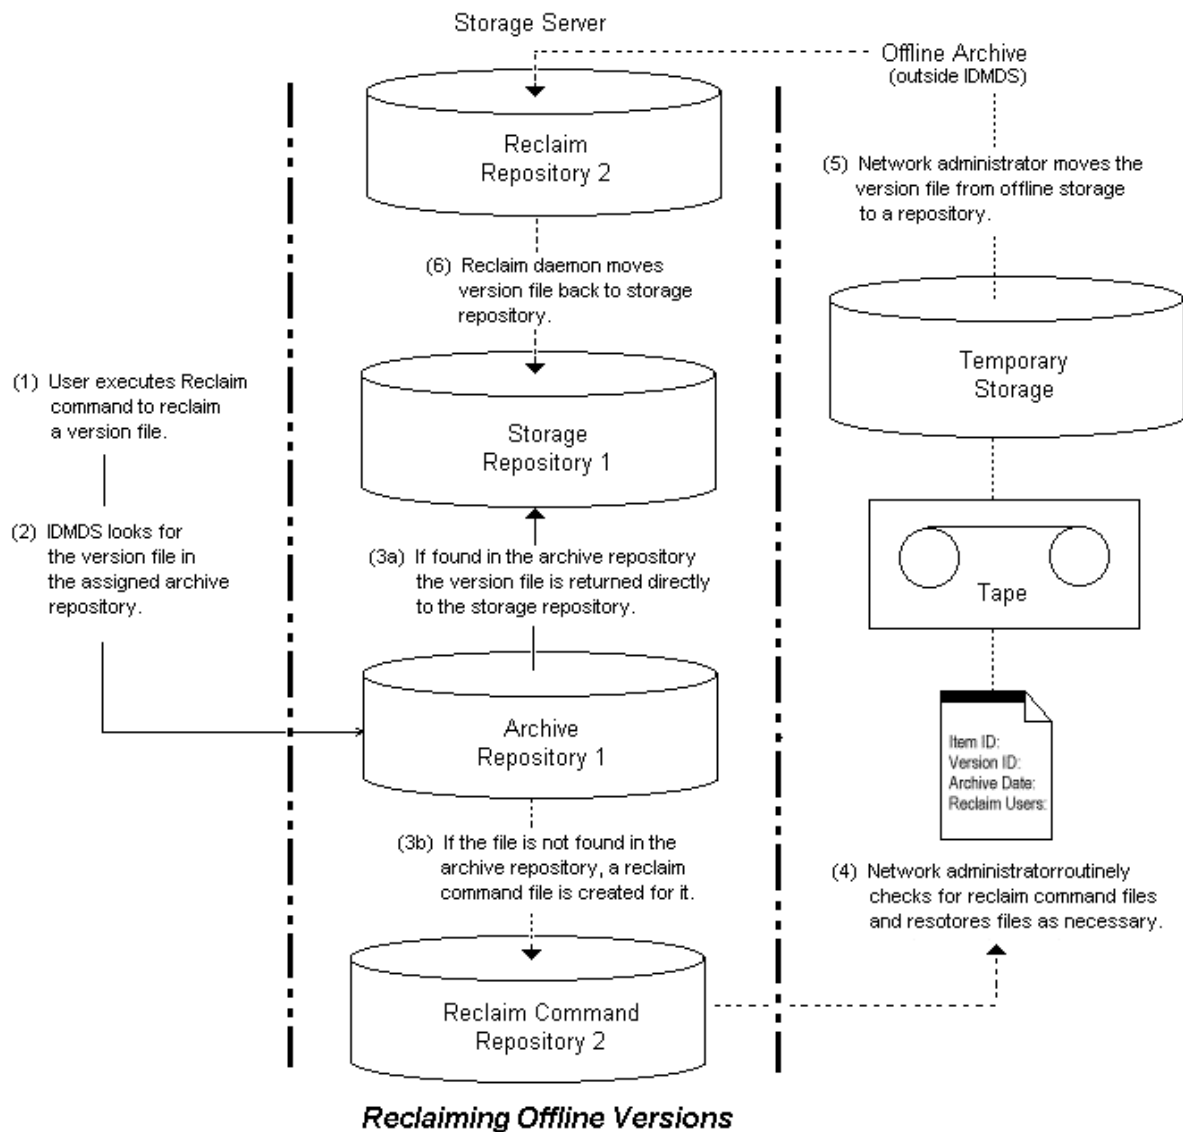 Storage Server
Offline Archive
(outside IDMDS)
Reclaim
Repository 2
(5) Network administrator moves the
version file from offline storage
to a repository.
(6) Reclaim daemon moves
version file back to storage
repository.
Temporary
Storage
(1) User executes Reclaim
command to reclaim
a version file.
Storage
Repository 1
(2) IDMDS looks for
the version file in
the assigned archive
repository.
(3a) If found in the archive repository
the version file is returned directly
to the storage repository.
Tape
Archive
Repository 1
Item ID:
Version ID:
Archive Date:
Reclaim Users:
(3b) If the file is not found in the
archive repository, a reclaim
command file is created for it.
(4) Network administratorroutinely
checks for reclaim command files
and resotores files as necessary.
Reclaim Command
Repository 2
Reclaiming Offline Versions